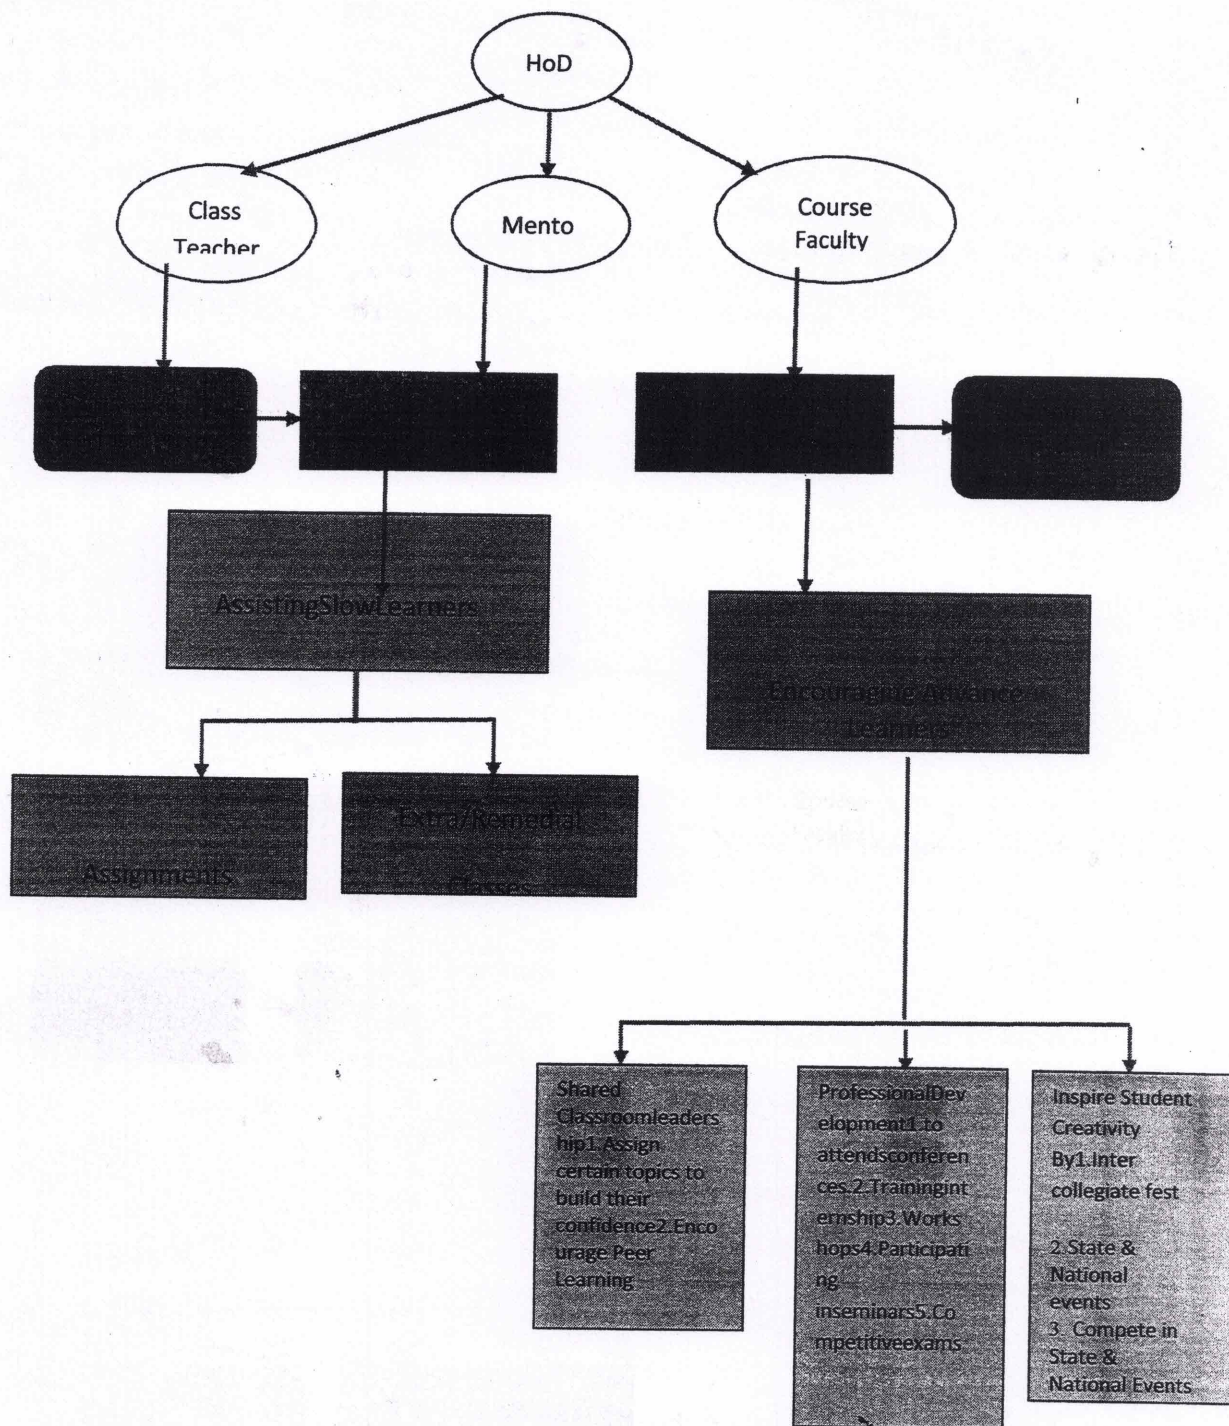 HoD
Class
Teacher
Mento
Course
Faculty
AssistingSlowLearners
Encouraging Advance
Learners
Assignments
Extra/Remedial
Classes
Shared
Classroomleaders
hip1.Assign
certain topics to
build their
confidence2.Enco
urage Peer
Learning
ProfessionalDev
elopment1.to
attendsconferen
ces.2.Trainingint
ernship3.Works
hops4.Participati
ng
inseminars5.Co
mpetitiveexams
Inspire Student
Creativity
By1.Inter
collegiate fest
2.State &
National
events
3. Compete in
State &
National Events